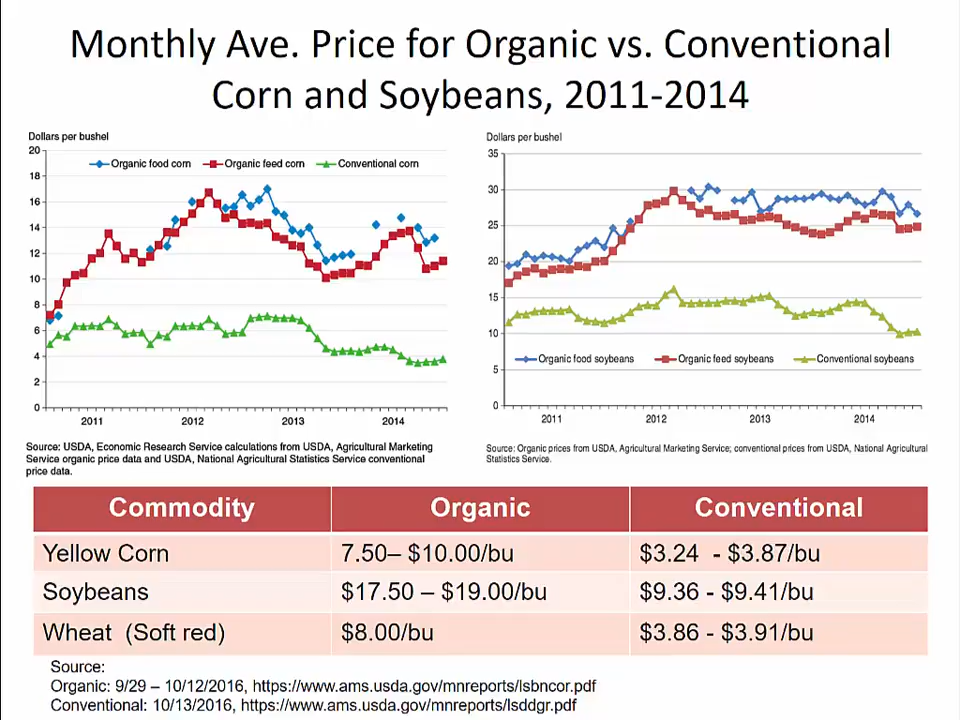 Monthly Ave. Price for Organic vs. Conventional
Corn and Soybeans, 2011-2014
Dollars per bushel
20
18
16
14
12
10
8
6
4
2
0
Organic food corn
Organic feed corn
Conventional corn
2011
2012
2013
2014
Source: USDA, Economic Research Service calculations from USDA, Agricultural Marketing
Service organic price data and USDA, National Agricultural Statistics Service conventional
price data.
Dollars per bushel
35
30
25
20
15
10
5
0
Organic food soybeans
Organic feed soybeans
Conventional soybeans
2011
2012
2013
2014
Source: Organic prices from USDA, Agricultural Marketing Service; conventional prices from USDA, National Agricultural
Statistics Service.
Commodity Organic Conventional
Yellow Corn 7.50– $10.00/bu $3.24 - $3.87/bu
Soybeans $17.50 – $19.00/bu $9.36 - $9.41/bu
Wheat (Soft red) $8.00/bu $3.86 - $3.91/bu
Source:
Organic: 9/29 – 10/12/2016, https://www.ams.usda.gov/mnreports/lsbncor.pdf
Conventional: 10/13/2016, https://www.ams.usda.gov/mnreports/lsddgr.pdf